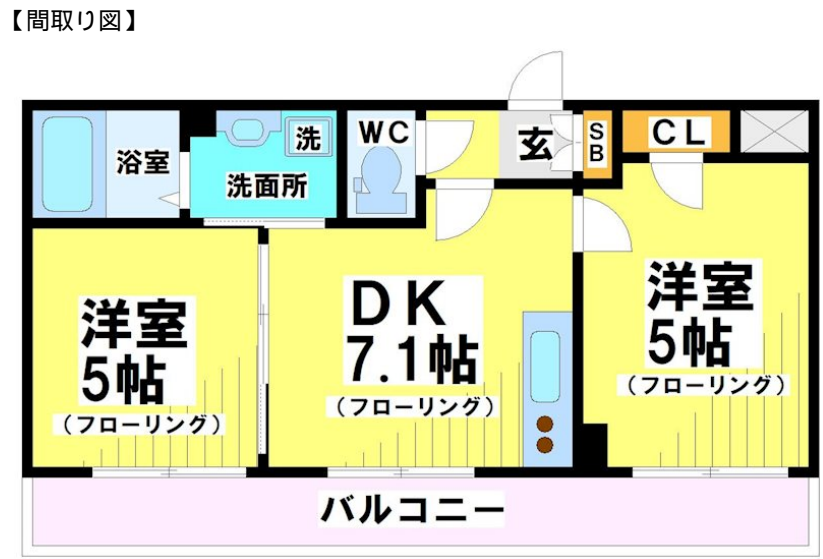 【間取り図】
浴室
洗
洗面所
WC
玄
SB
CL
洋室
5帖
(フローリング)
DK
7.1帖
(フローリング)
洋室
5帖
(フローリング)
バルコニー